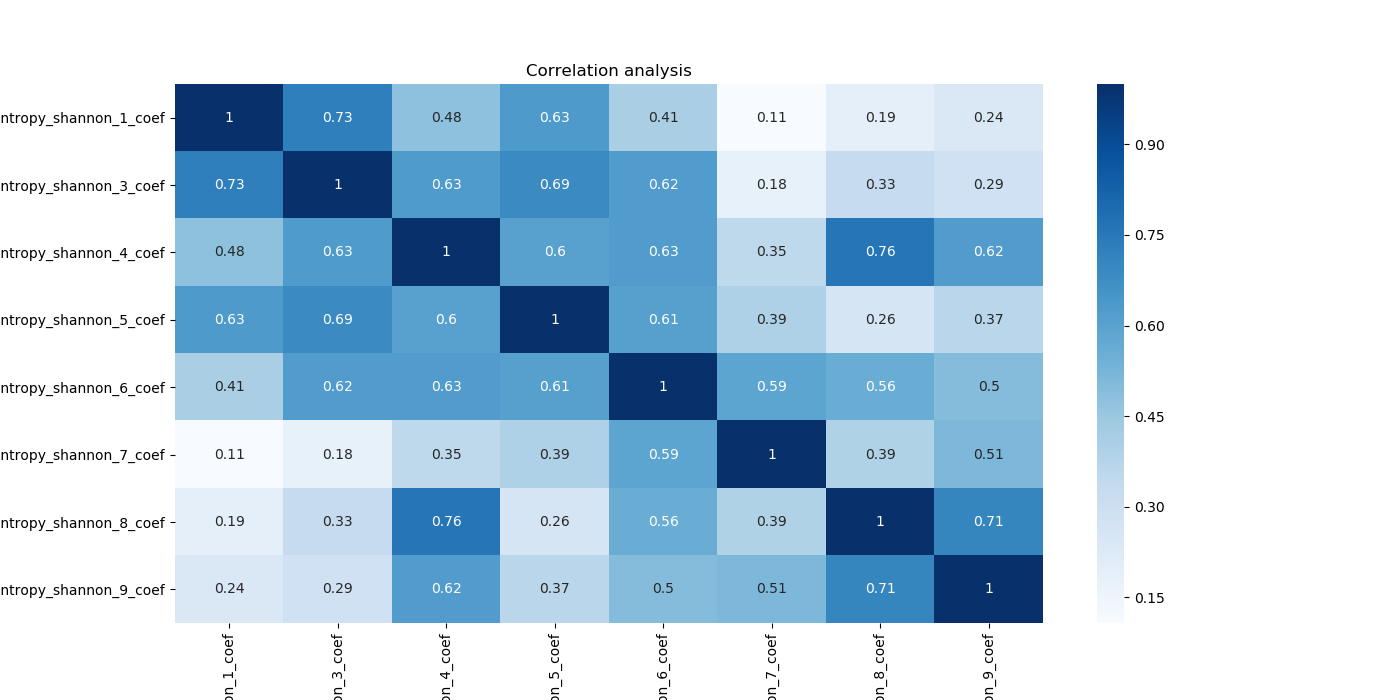 Correlation analysis
ntropy_shannon_1_coef 1 0.73 0.48 0.63 0.41 0.11 0.19 0.24
ntropy_shannon_3_coef 0.73 1 0.63 0.69 0.62 0.18 0.33 0.29
ntropy_shannon_4_coef 0.48 0.63 1 0.6 0.63 0.35 0.76 0.62
ntropy_shannon_5_coef 0.63 0.69 0.6 1 0.61 0.39 0.26 0.37
ntropy_shannon_6_coef 0.41 0.62 0.63 0.61 1 0.59 0.56 0.5
ntropy_shannon_7_coef 0.11 0.18 0.35 0.39 0.59 1 0.39 0.51
ntropy_shannon_8_coef 0.19 0.33 0.76 0.26 0.56 0.39 1 0.71
ntropy_shannon_9_coef 0.24 0.29 0.62 0.37 0.5 0.51 0.71 1
on_1_coef on_3_coef on_4_coef on_5_coef on_6_coef on_7_coef on_8_coef on_9_coef
0.90
0.75
0.60
0.45
0.30
0.15